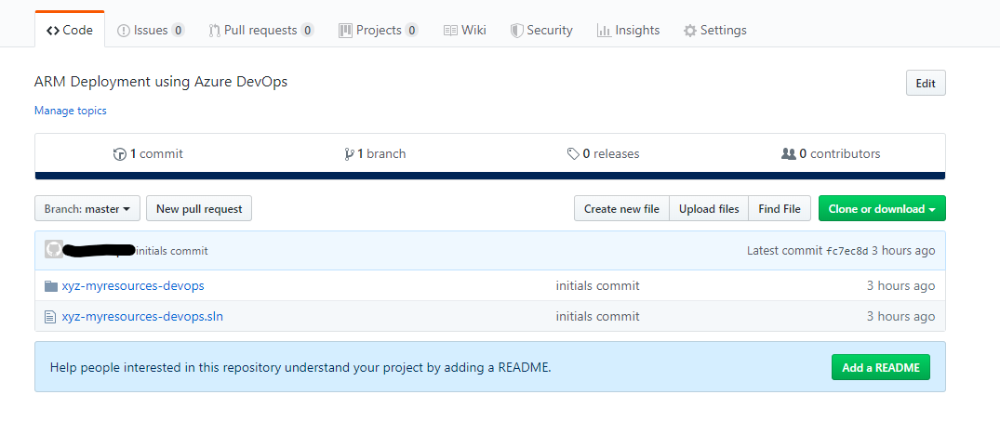 Code Issues 0 Pull requests 0 Projects 0 Wiki Security Insights Settings
ARM Deployment using Azure DevOps Edit
Manage topics
1 commit 1 branch 0 releases 0 contributors
Branch: master New pull request Create new file Upload files Find File Clone or download
initials commit Latest commit fc7ec8d 3 hours ago
xyz-myresources-devops initials commit 3 hours ago
xyz-myresources-devops.sln initials commit 3 hours ago
Help people interested in this repository understand your project by adding a README. Add a README